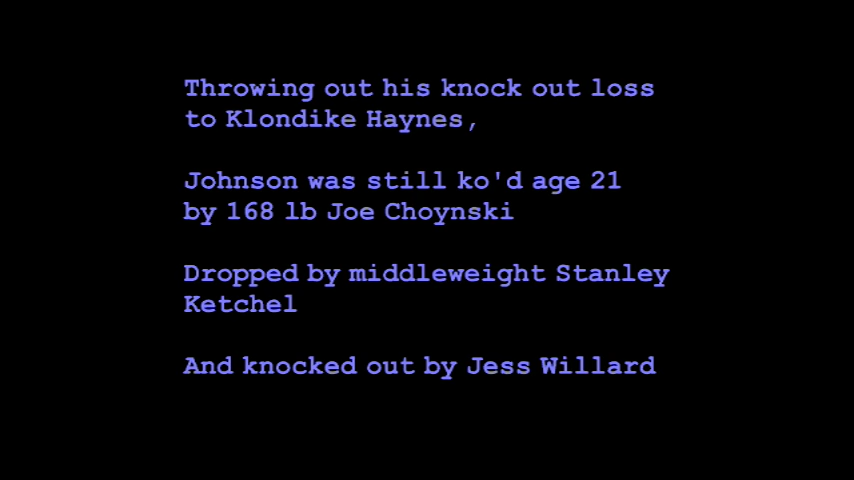 Throwing out his knock out loss
to Klondike Haynes,
Johnson was still ko'd age 21
by 168 lb Joe Choynski
Dropped by middleweight Stanley
Ketchel
And knocked out by Jess Willard